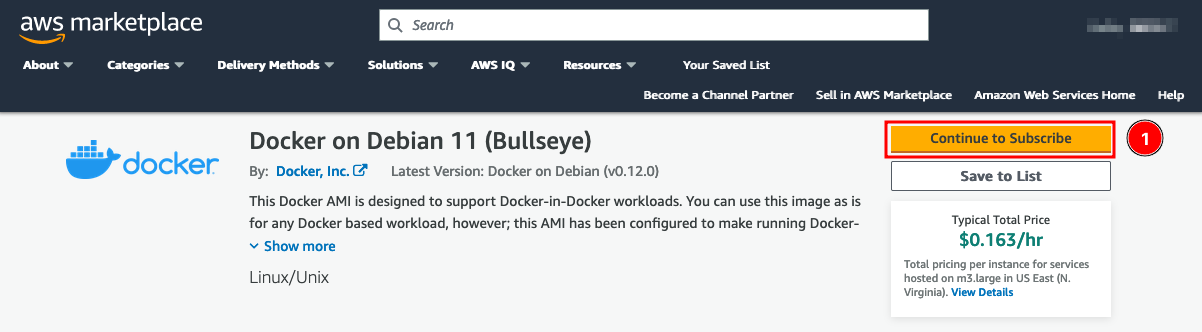 aws marketplace
Search
About
Categories
Delivery Methods
Solutions
AWS IQ
Resources
Your Saved List
Become a Channel Partner
Sell in AWS Marketplace
Amazon Web Services Home
Help
docker
Docker on Debian 11 (Bullseye)
By: Docker, Inc. Latest Version: Docker on Debian (v0.12.0)
This Docker AMI is designed to support Docker-in-Docker workloads. You can use this image as is
for any Docker based workload, however; this AMI has been configured to make running Docker-
Show more
Linux/Unix
Continue to Subscribe
1
Save to List
Typical Total Price
$0.163/hr
Total pricing per instance for services
hosted on m3.large in US East (N.
Virginia). View Details